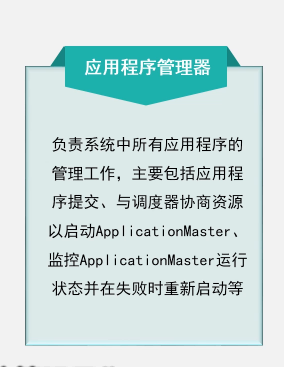 应用程序管理器
负责系统中所有应用程序的
管理工作，主要包括应用程
序提交、与调度器协商资源
以启动ApplicationMaster、
监控ApplicationMaster运行
状态并在失败时重新启动等